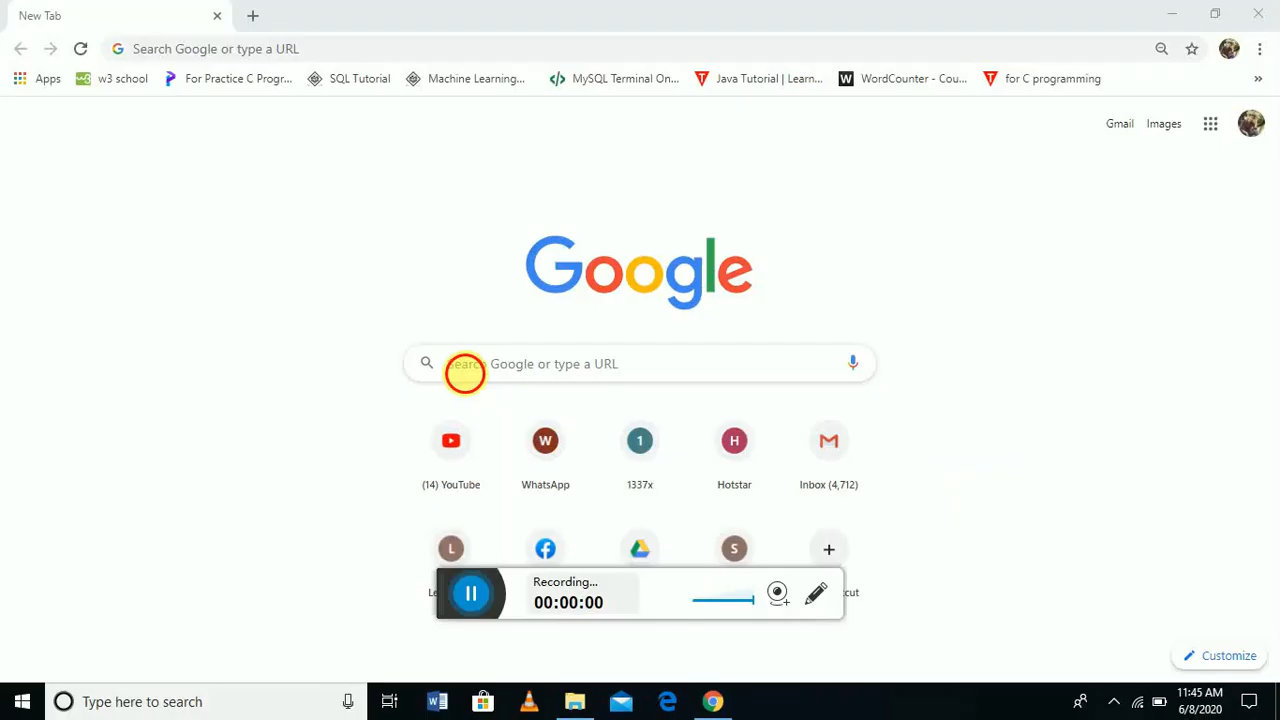 New Tab
Search Google or type a URL
Apps w3 school For Practice C Progr... SQL Tutorial Machine Learning... MySQL Terminal On... Java Tutorial | Learn... W WordCounter - Cou... for C programming »
Gmail Images
Google
Search Google or type a URL
W 1 H
(14) YouTube WhatsApp 1337x Hotstar Inbox (4,712)
L S
Recording...
00:00:00
Customize
Type here to search
11:45 AM
6/8/2020